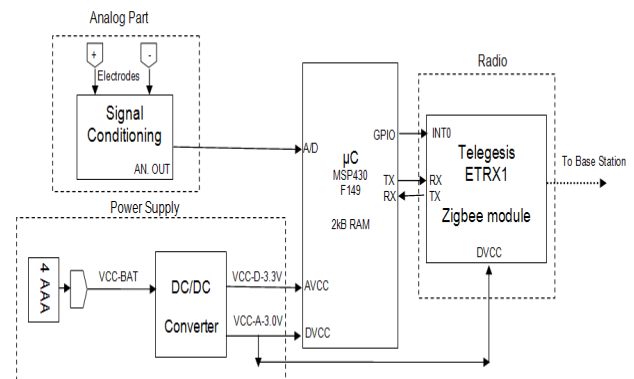 Analog Part
+
-
Electrodes
Signal
Conditioning
AN. OUT
Power Supply
4 AAA
VCC-BAT
DC/DC
Converter
VCC-D-3.3V
VCC-A-3.0V
A/D
µC
MSP430
F149
2kB RAM
GPIO
TX
RX
AVCC
DVCC
Radio
INT0
Telegesis
ETRX1
RX
TX
Zigbee module
DVCC
To Base Station